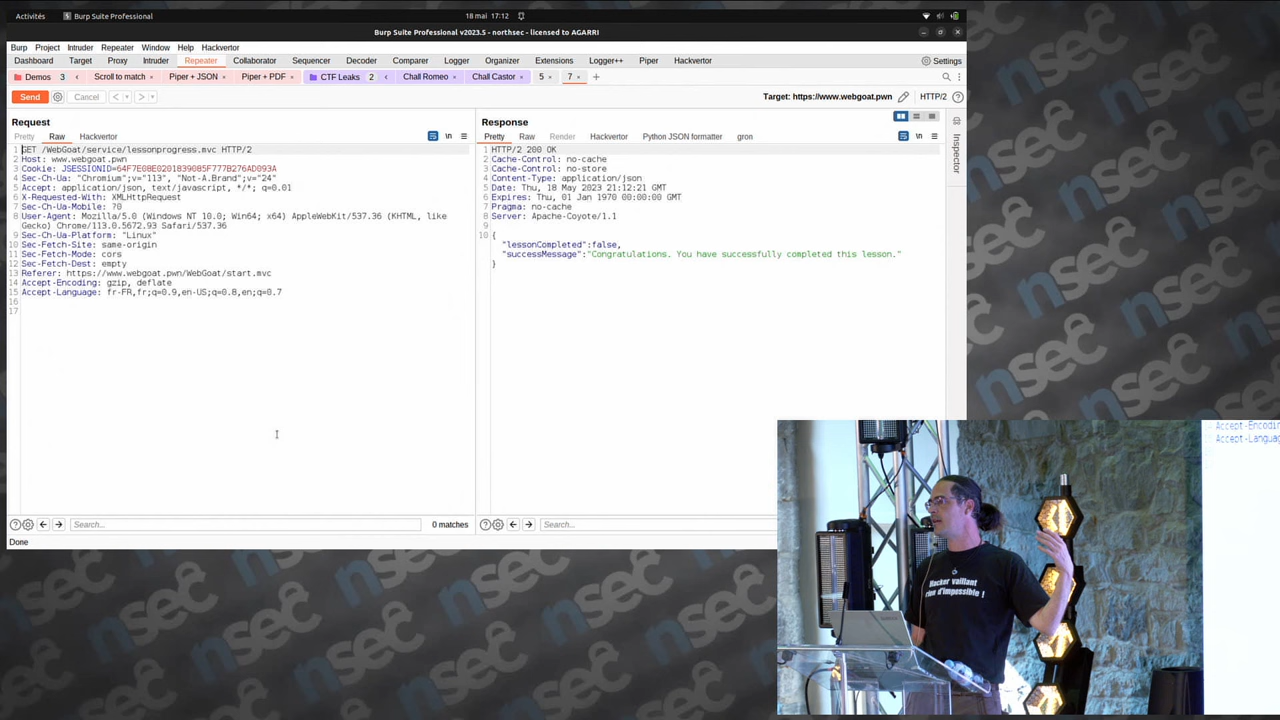 Activités Burp Suite Professional 18 mai 17:12
Burp Suite Professional v2023.5 - northsec - licensed to AGARRI
Burp Project Intruder Repeater Window Help Hackvertor
Dashboard Target Proxy Intruder Repeater Collaborator Sequencer Decoder Comparer Logger Organizer Extensions Logger++ Piper Hackvertor Settings
Demos 3 Scroll to match × Piper + JSON × Piper + PDF × CTF Leaks 2 Chall Romeo × Chall Castor × 5 × 7 × +
Send Cancel < > Target: https://www.webgoat.pwn HTTP/2
Request
Pretty Raw Hackvertor \n
1 GET /WebGoat/service/lessonprogress.mvc HTTP/2
2 Host: www.webgoat.pwn
3 Cookie: JSESSIONID=64F7E08E0201839085F777B276AD093A
4 Sec-Ch-Ua: "Chromium";v="113", "Not-A.Brand";v="24"
5 Accept: application/json, text/javascript, */*; q=0.01
6 X-Requested-With: XMLHttpRequest
7 Sec-Ch-Ua-Mobile: ?0
8 User-Agent: Mozilla/5.0 (Windows NT 10.0; Win64; x64) AppleWebKit/537.36 (KHTML, like
Gecko) Chrome/113.0.5672.93 Safari/537.36
9 Sec-Ch-Ua-Platform: "Linux"
10 Sec-Fetch-Site: same-origin
11 Sec-Fetch-Mode: cors
12 Sec-Fetch-Dest: empty
13 Referer: https://www.webgoat.pwn/WebGoat/start.mvc
14 Accept-Encoding: gzip, deflate
15 Accept-Language: fr-FR,fr;q=0.9,en-US;q=0.8,en;q=0.7
16
17
Search... 0 matches
Done
Response
Pretty Raw Render Hackvertor Python JSON formatter gron \n
1 HTTP/2 200 OK
2 Cache-Control: no-cache
3 Cache-Control: no-store
4 Content-Type: application/json
5 Date: Thu, 18 May 2023 21:12:21 GMT
6 Expires: Thu, 01 Jan 1970 00:00:00 GMT
7 Pragma: no-cache
8 Server: Apache-Coyote/1.1
9
10 {
"lessonCompleted":false,
"successMessage":"Congratulations. You have successfully completed this lesson."
}
Search...
Inspector
Accept-Encodin
Accept-Languag
Hacker vaillant
rien d'impossible !
nsec